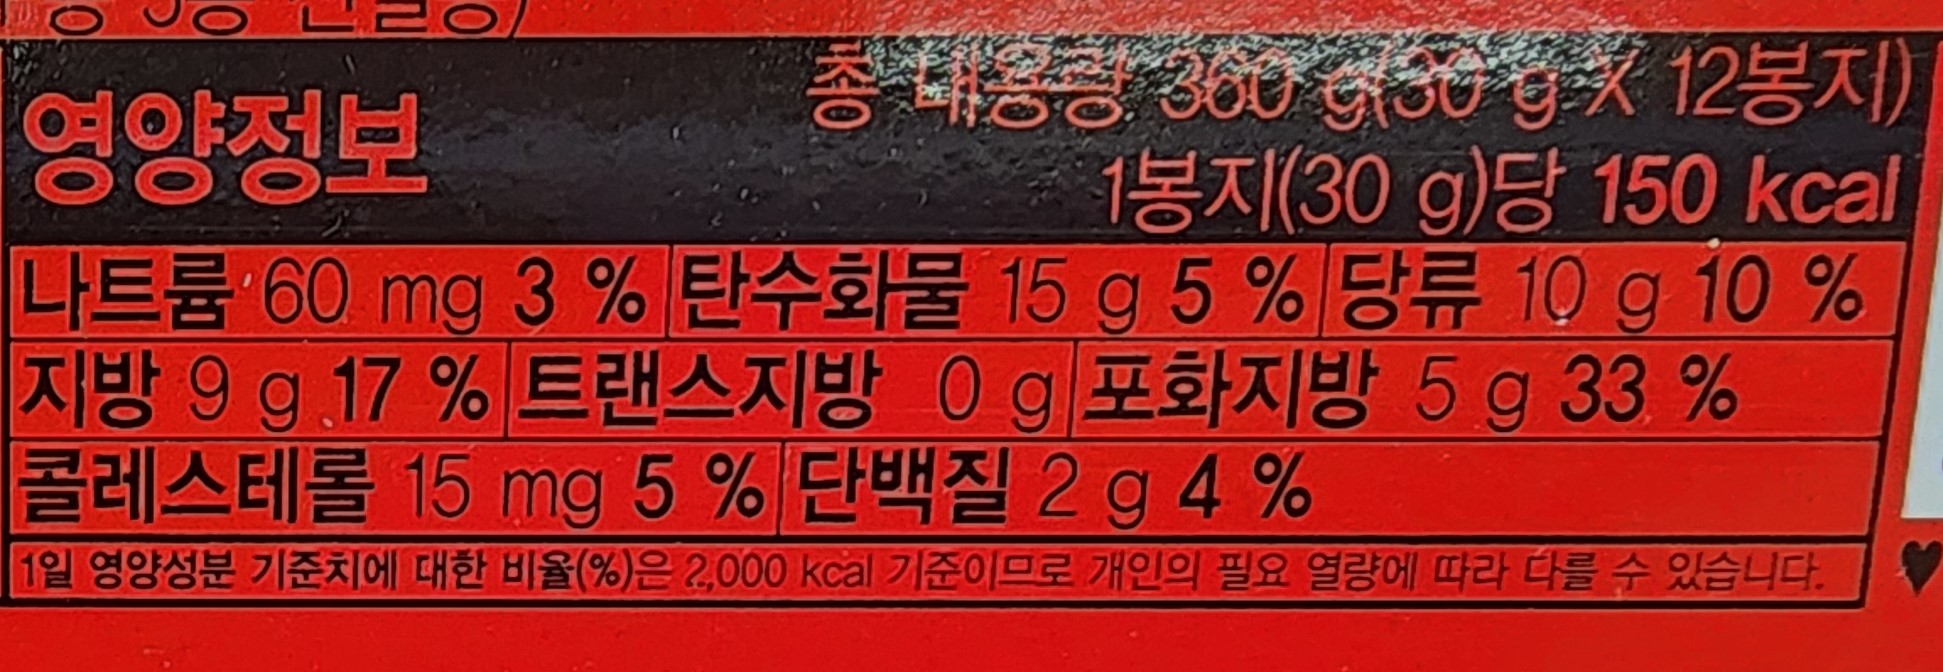 영양정보
총 내용량 360 g(30 g X 12봉지)
1봉지(30 g)당 150 kcal
나트륨 60 mg 3 % 탄수화물 15 g 5 % 당류 10 g 10 %
지방 9 g 17 % 트랜스지방 0 g 포화지방 5 g 33 %
콜레스테롤 15 mg 5 % 단백질 2 g 4 %
1일 영양성분 기준치에 대한 비율(%)은 2,000 kcal 기준이므로 개인의 필요 열량에 따라 다를 수 있습니다.